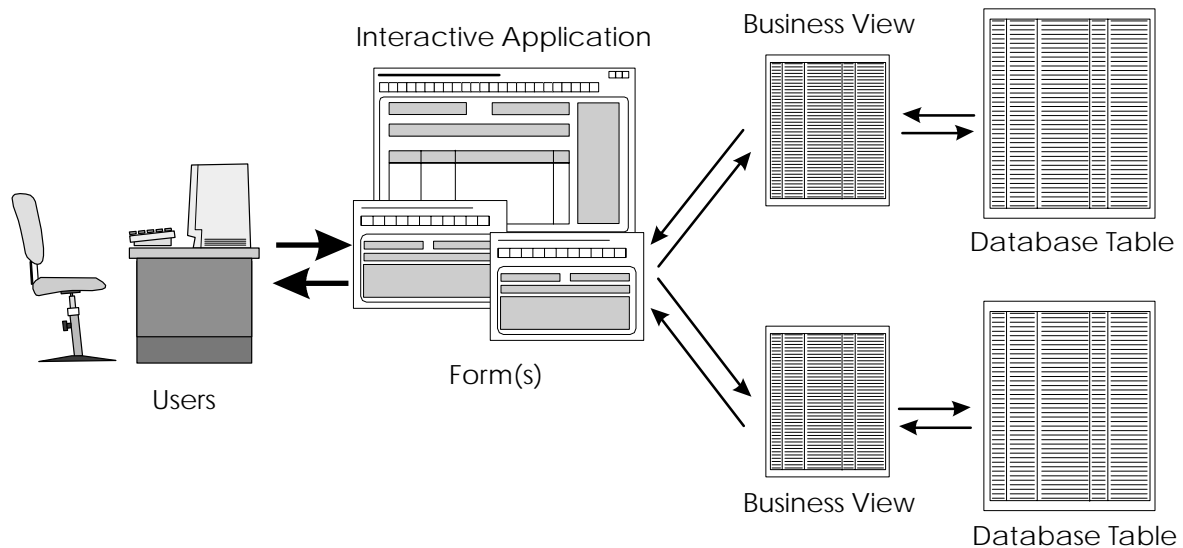 Interactive Application
Business View
Database Table
Users
Form(s)
Business View
Database Table